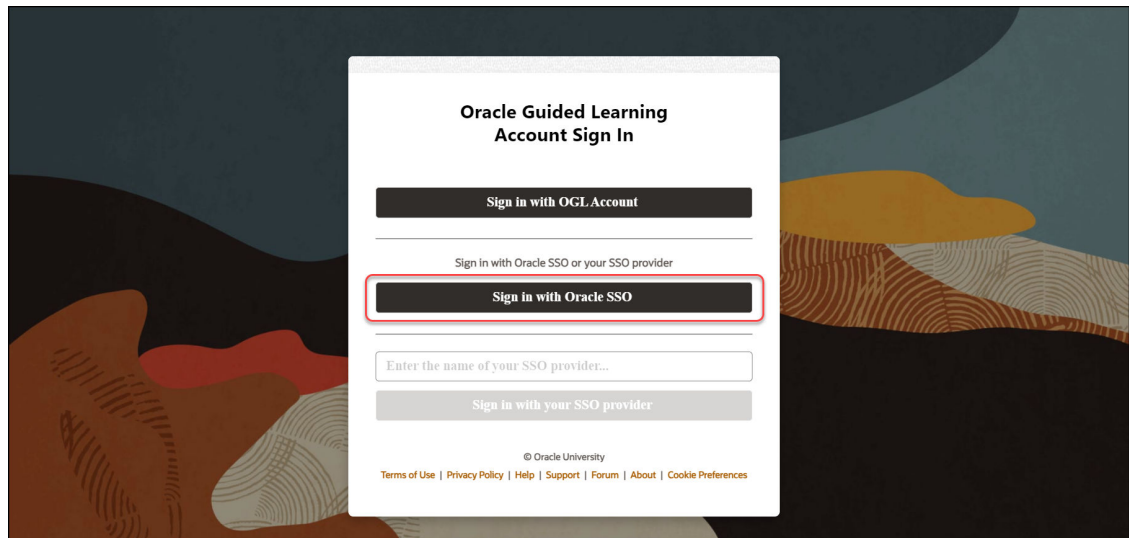 Oracle Guided Learning
Account Sign In
Sign in with OGL Account
Sign in with Oracle SSO or your SSO provider
Sign in with Oracle SSO
Enter the name of your SSO provider...
Sign in with your SSO provider
© Oracle University
Terms of Use | Privacy Policy | Help | Support | Forum | About | Cookie Preferences